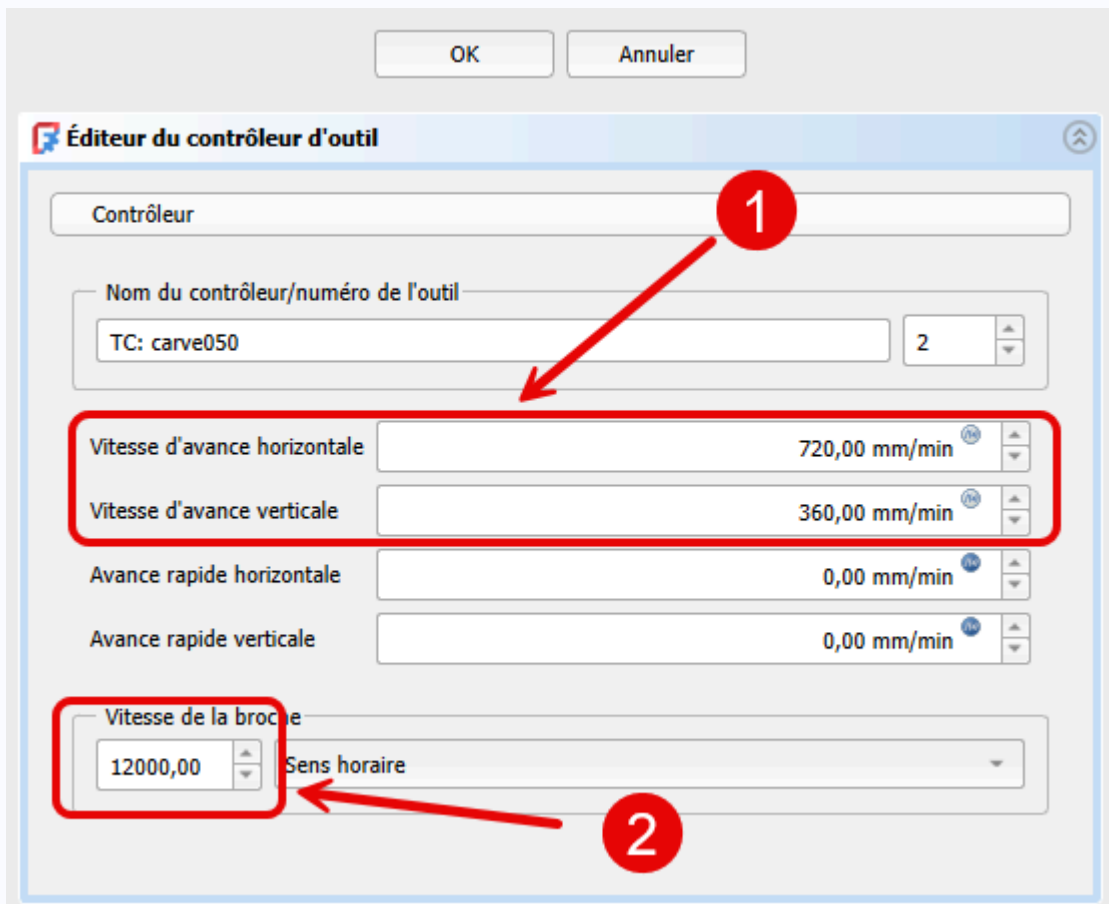 OK Annuler
Éditeur du contrôleur d'outil
Contrôleur
1
Nom du contrôleur/numéro de l'outil
TC: carve050 2
Vitesse d'avance horizontale 720,00 mm/min
Vitesse d'avance verticale 360,00 mm/min
Avance rapide horizontale 0,00 mm/min
Avance rapide verticale 0,00 mm/min
Vitesse de la broche
12000,00 Sens horaire
2